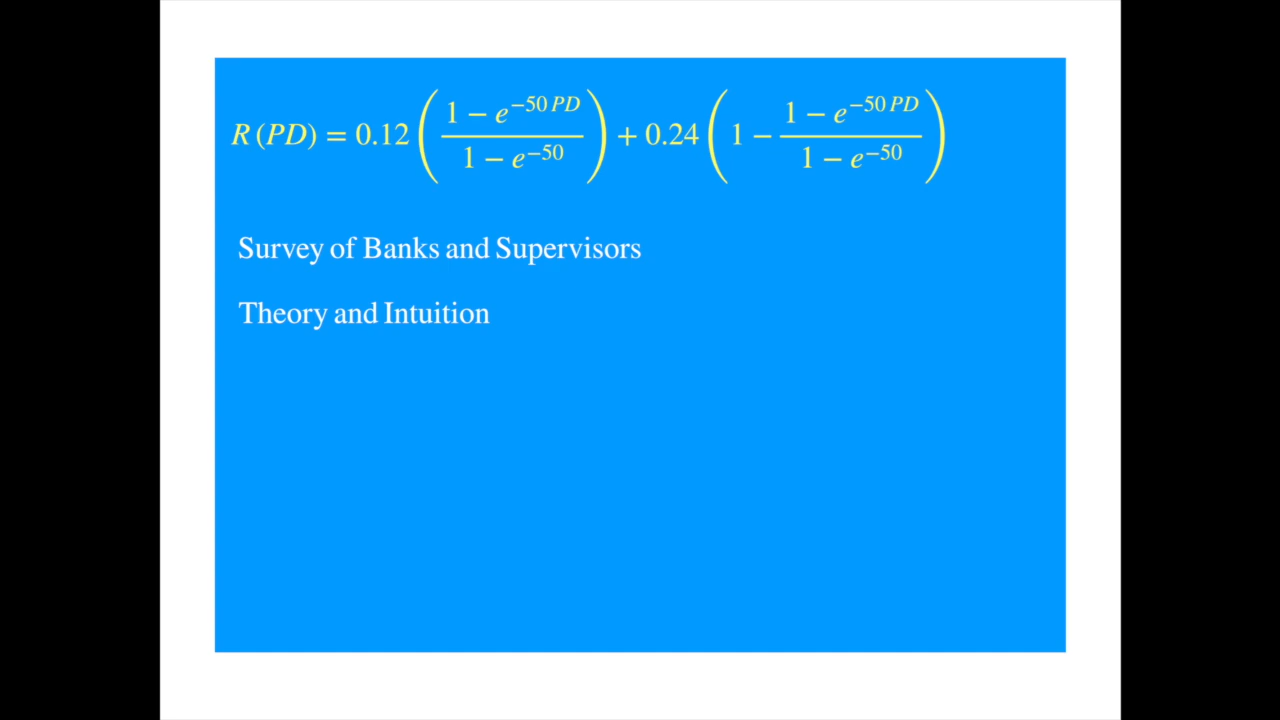 R (PD) = 0.12 ( (1 − e^{−50 PD}) / (1 − e^{−50}) ) + 0.24 ( 1 − (1 − e^{−50 PD}) / (1 − e^{−50}) )
Survey of Banks and Supervisors
Theory and Intuition